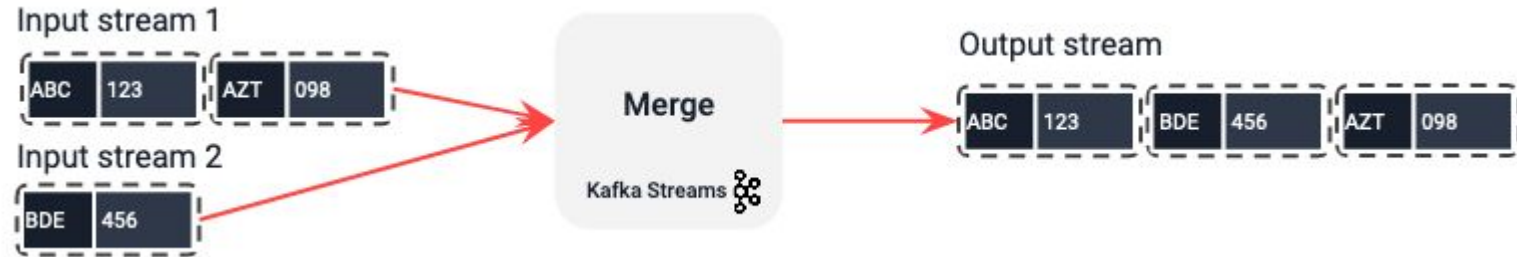 Input stream 1
ABC 123 AZT 098
Input stream 2
BDE 456
Merge
Kafka Streams
Output stream
ABC 123 BDE 456 AZT 098